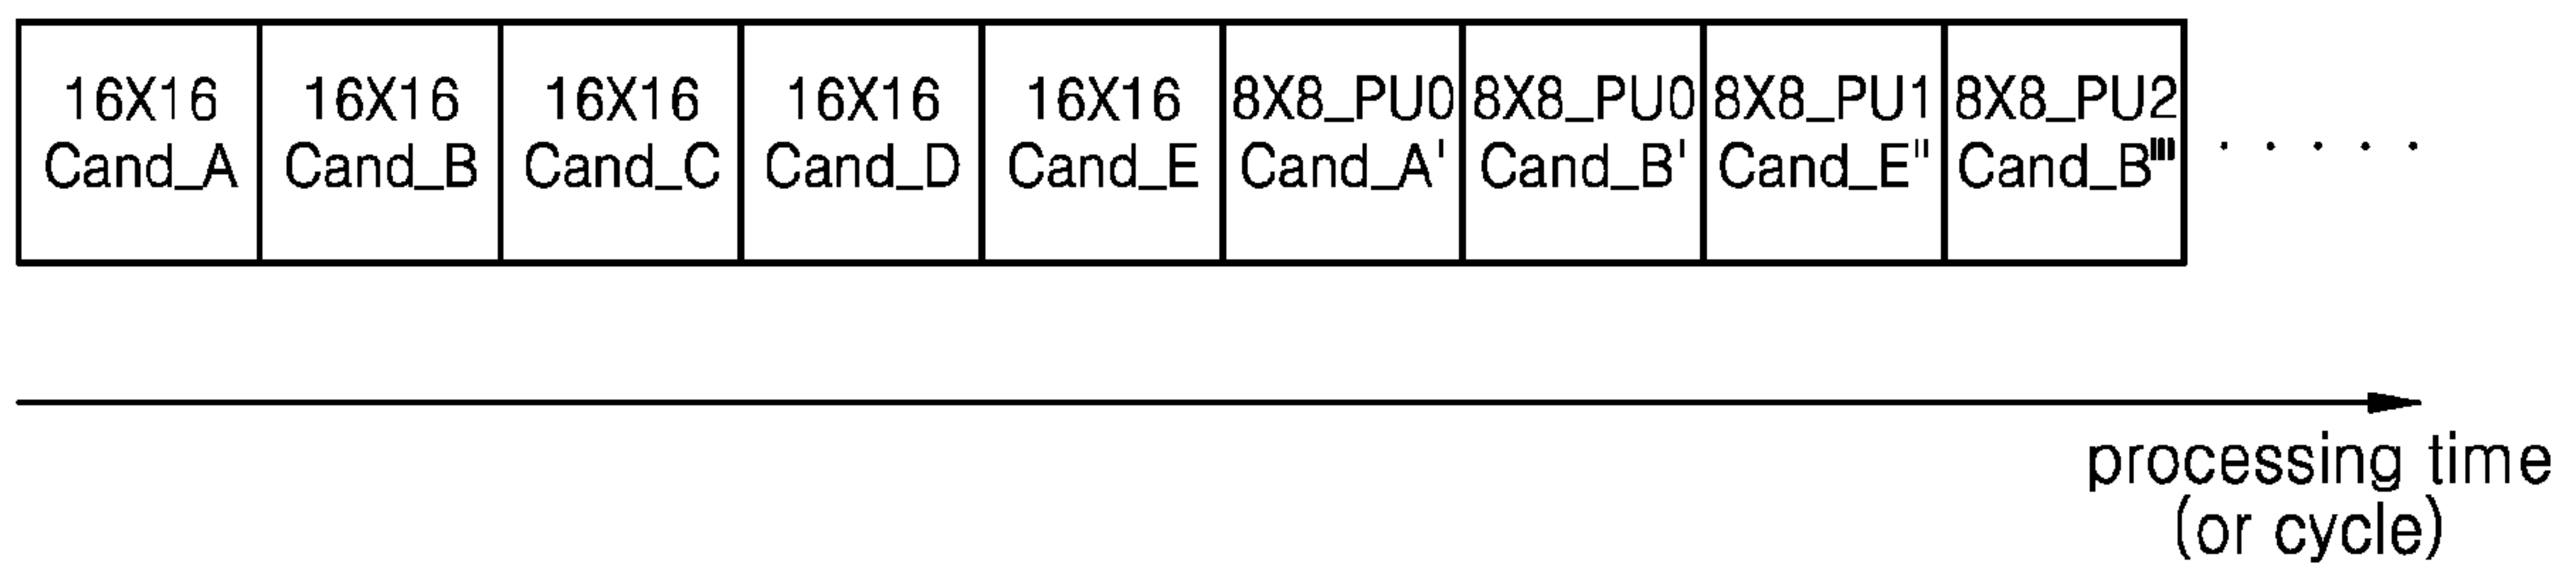 16X16 16X16 16X16 16X16 16X16 8X8_PU0 8X8_PU0 8X8_PU1 8X8_PU2
Cand_A Cand_B Cand_C Cand_D Cand_E Cand_A' Cand_B' Cand_E" Cand_B"' .....
processing time
(or cycle)